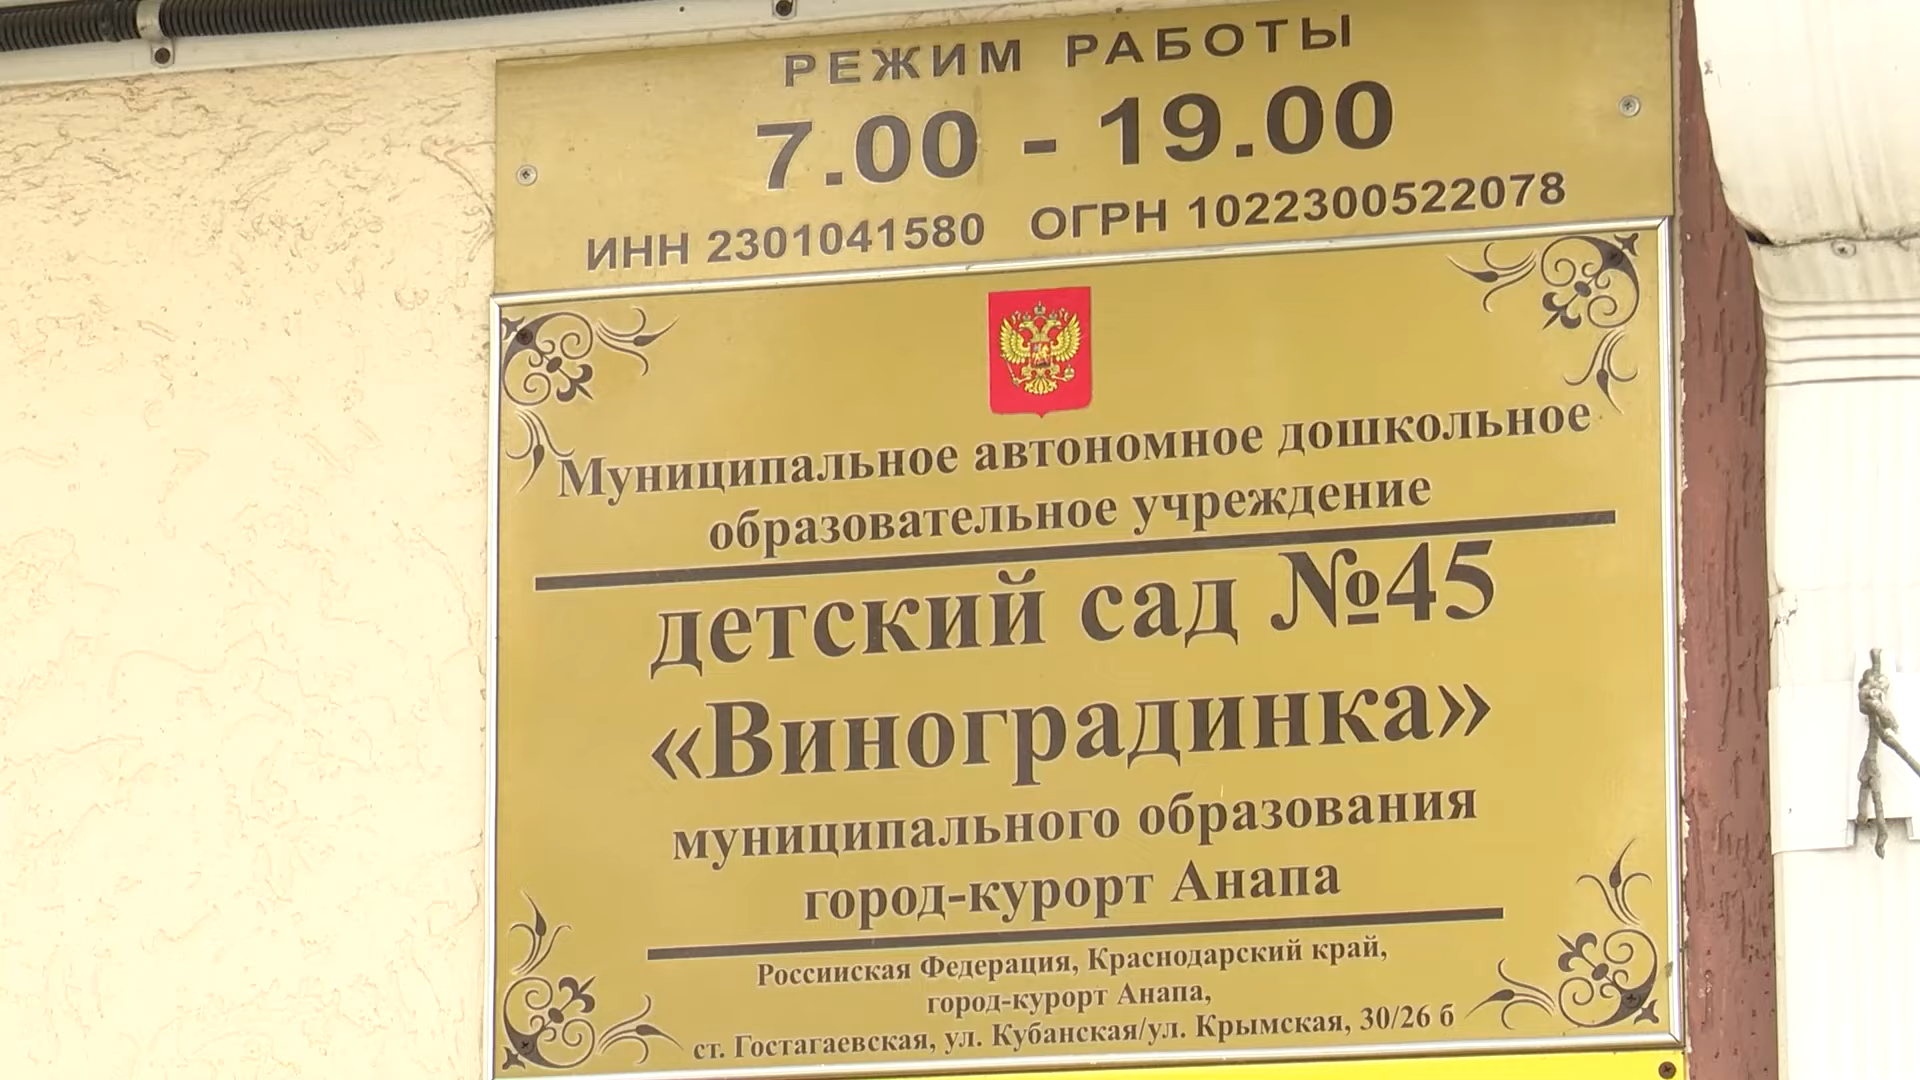 РЕЖИМ РАБОТЫ
7.00 - 19.00
ИНН 2301041580 ОГРН 1022300522078
Муниципальное автономное дошкольное
образовательное учреждение
детский сад №45
«Виноградинка»
муниципального образования
город-курорт Анапа
Россииская Федерация, Краснодарский край,
город-курорт Анапа,
ст. Гостагаевская, ул. Кубанская/ул. Крымская, 30/26 б